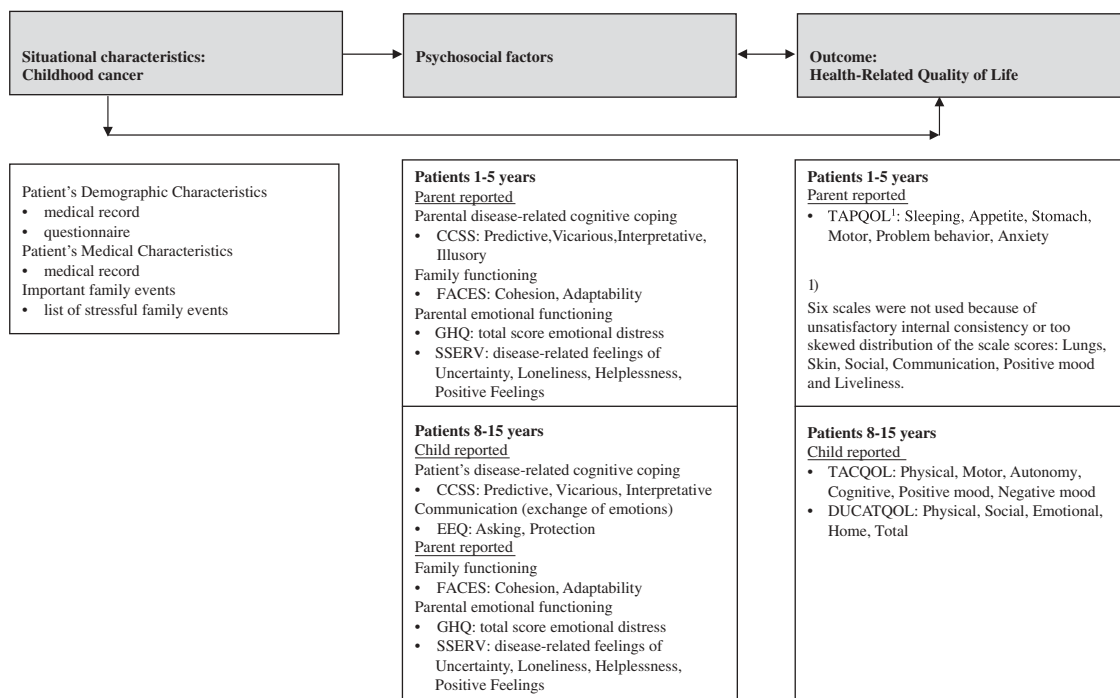 Situational characteristics:
Childhood cancer
Psychosocial factors
Outcome:
Health-Related Quality of Life
Patient's Demographic Characteristics
• medical record
• questionnaire
Patient's Medical Characteristics
• medical record
Important family events
• list of stressful family events
Patients 1-5 years
Parent reported
Parental disease-related cognitive coping
• CCSS: Predictive,Vicarious,Interpretative,
Illusory
Family functioning
• FACES: Cohesion, Adaptability
Parental emotional functioning
• GHQ: total score emotional distress
• SSERV: disease-related feelings of
Uncertainty, Loneliness, Helplessness,
Positive Feelings
Patients 8-15 years
Child reported
Patient's disease-related cognitive coping
• CCSS: Predictive, Vicarious, Interpretative
Communication (exchange of emotions)
• EEQ: Asking, Protection
Parent reported
Family functioning
• FACES: Cohesion, Adaptability
Parental emotional functioning
• GHQ: total score emotional distress
• SSERV: disease-related feelings of
Uncertainty, Loneliness, Helplessness,
Positive Feelings
Patients 1-5 years
Parent reported
• TAPQOL¹: Sleeping, Appetite, Stomach,
Motor, Problem behavior, Anxiety
1)
Six scales were not used because of
unsatisfactory internal consistency or too
skewed distribution of the scale scores: Lungs,
Skin, Social, Communication, Positive mood
and Liveliness.
Patients 8-15 years
Child reported
• TACQOL: Physical, Motor, Autonomy,
Cognitive, Positive mood, Negative mood
• DUCATQOL: Physical, Social, Emotional,
Home, Total